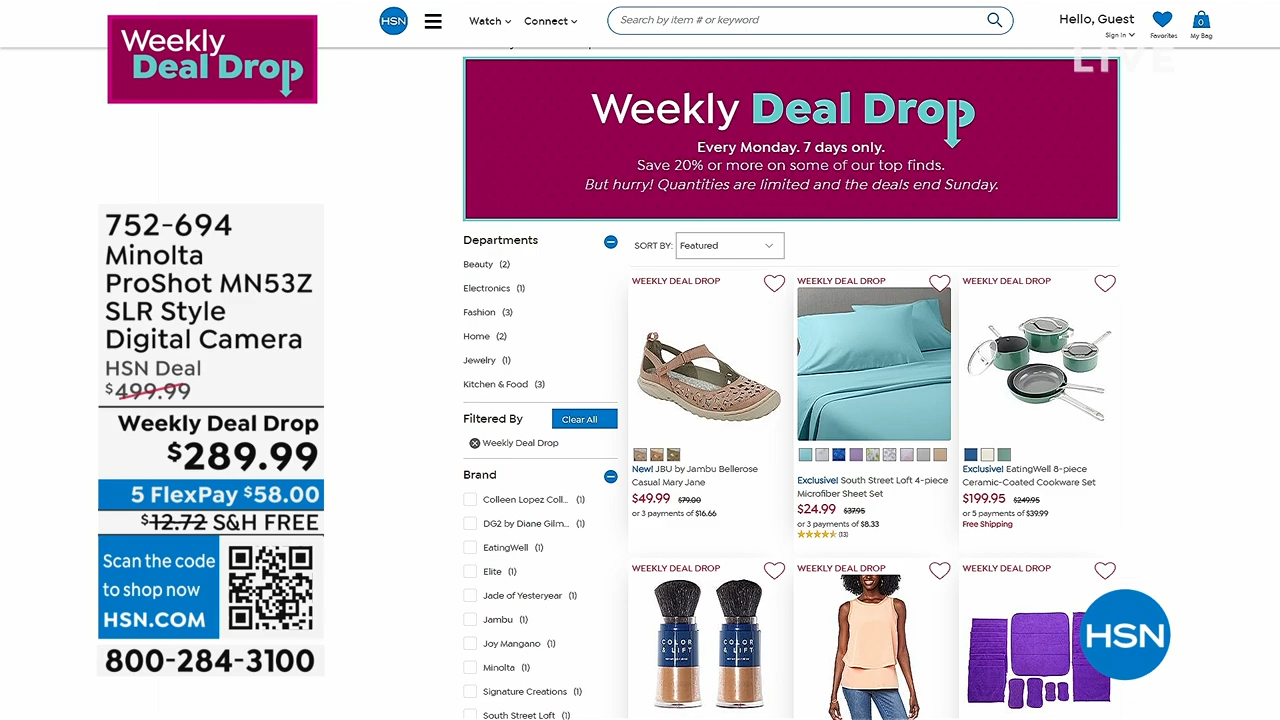 Weekly
Deal Drop
HSN
Watch
Connect
Search by item # or keyword
Hello, Guest
Sign In
Favorites
0
My Bag
LIVE
Weekly Deal Drop
Every Monday. 7 days only.
Save 20% or more on some of our top finds.
But hurry! Quantities are limited and the deals end Sunday.
752-694
Minolta
ProShot MN53Z
SLR Style
Digital Camera
HSN Deal
$499.99
Weekly Deal Drop
$289.99
5 FlexPay $58.00
$12.72 S&H FREE
Scan the code
to shop now
HSN.COM
800-284-3100
Departments
Beauty (2)
Electronics (1)
Fashion (3)
Home (2)
Jewelry (1)
Kitchen & Food (3)
Filtered By
Clear All
Weekly Deal Drop
Brand
Colleen Lopez Coll... (1)
DG2 by Diane Gilm... (1)
EatingWell (1)
Elite (1)
Jade of Yesteryear (1)
Jambu (1)
Joy Mangano (1)
Minolta (1)
Signature Creations (1)
South Street Loft (1)
SORT BY: Featured
WEEKLY DEAL DROP
New! JBU by Jambu Bellerose
Casual Mary Jane
$49.99 $79.00
or 3 payments of $16.66
WEEKLY DEAL DROP
Exclusive! South Street Loft 4-piece
Microfiber Sheet Set
$24.99 $37.95
or 3 payments of $8.33
(13)
WEEKLY DEAL DROP
Exclusive! EatingWell 8-piece
Ceramic-Coated Cookware Set
$199.95 $249.95
or 5 payments of $39.99
Free Shipping
WEEKLY DEAL DROP
COLOR
& LIFT
COLOR
& LIFT
WEEKLY DEAL DROP
WEEKLY DEAL DROP
HSN